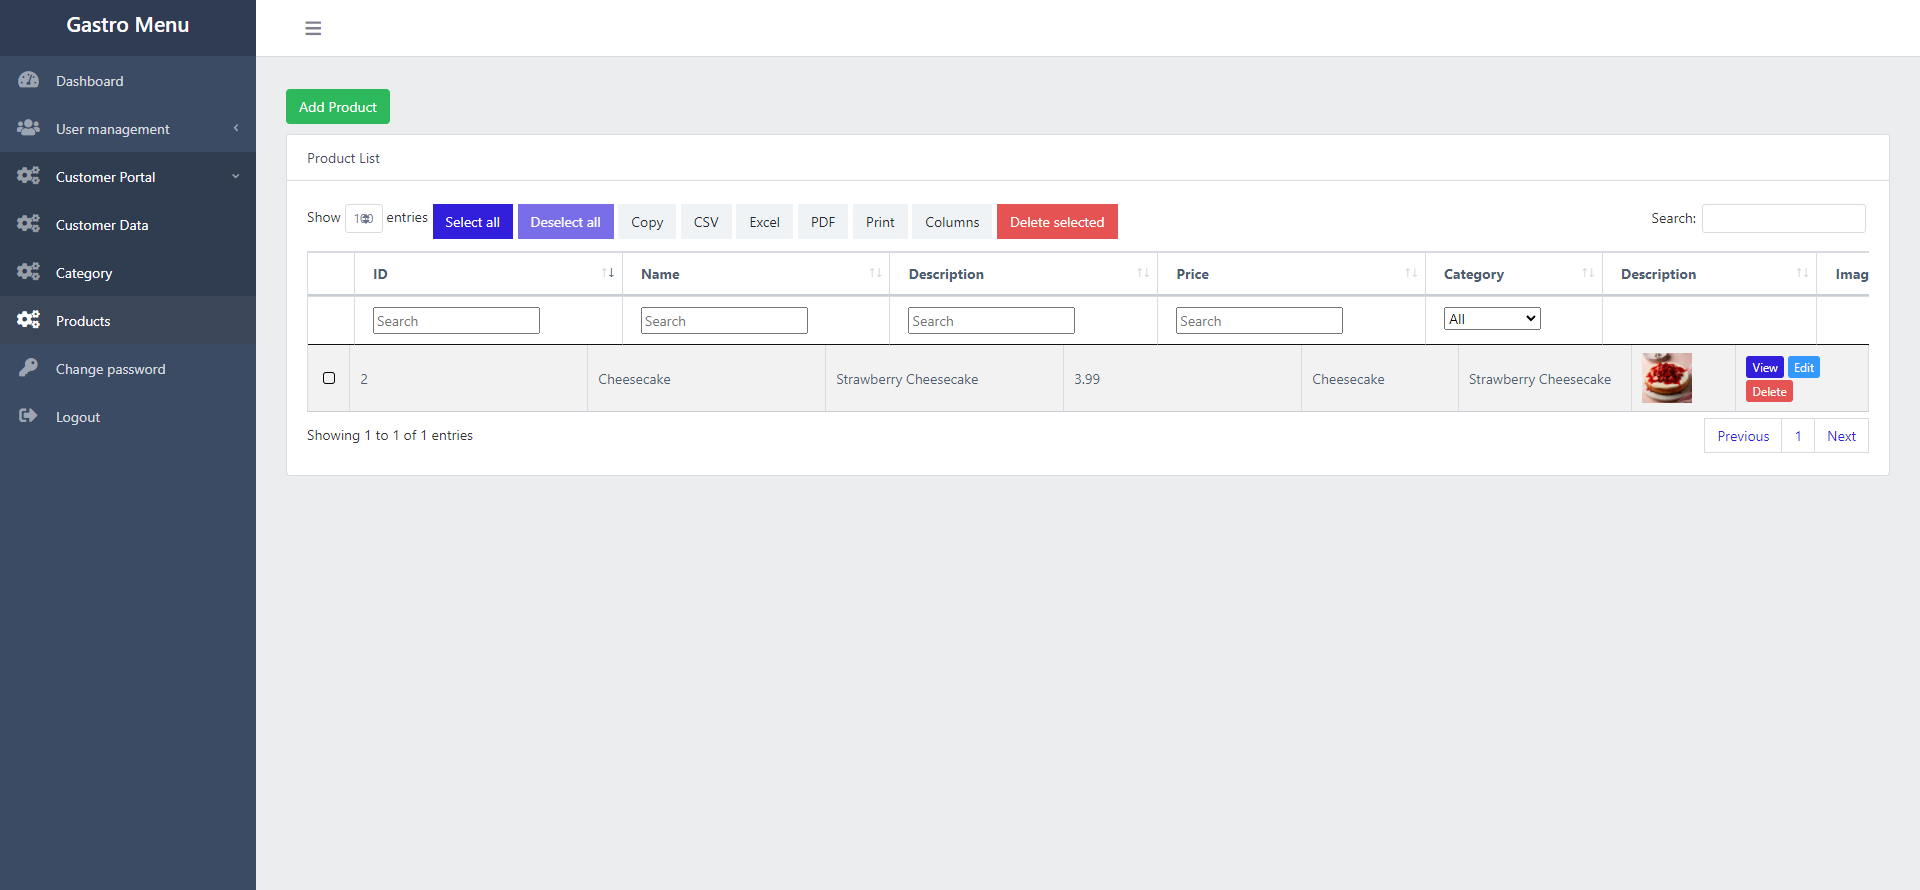 Gastro Menu
Dashboard
User management
Customer Portal
Customer Data
Category
Products
Change password
Logout
Add Product
Product List
Show 100 entries Select all Deselect all Copy CSV Excel PDF Print Columns Delete selected Search:
ID Name Description Price Category Description Imag
Search Search Search Search All
2 Cheesecake Strawberry Cheesecake 3.99 Cheesecake Strawberry Cheesecake View Edit
Delete
Showing 1 to 1 of 1 entries Previous 1 Next